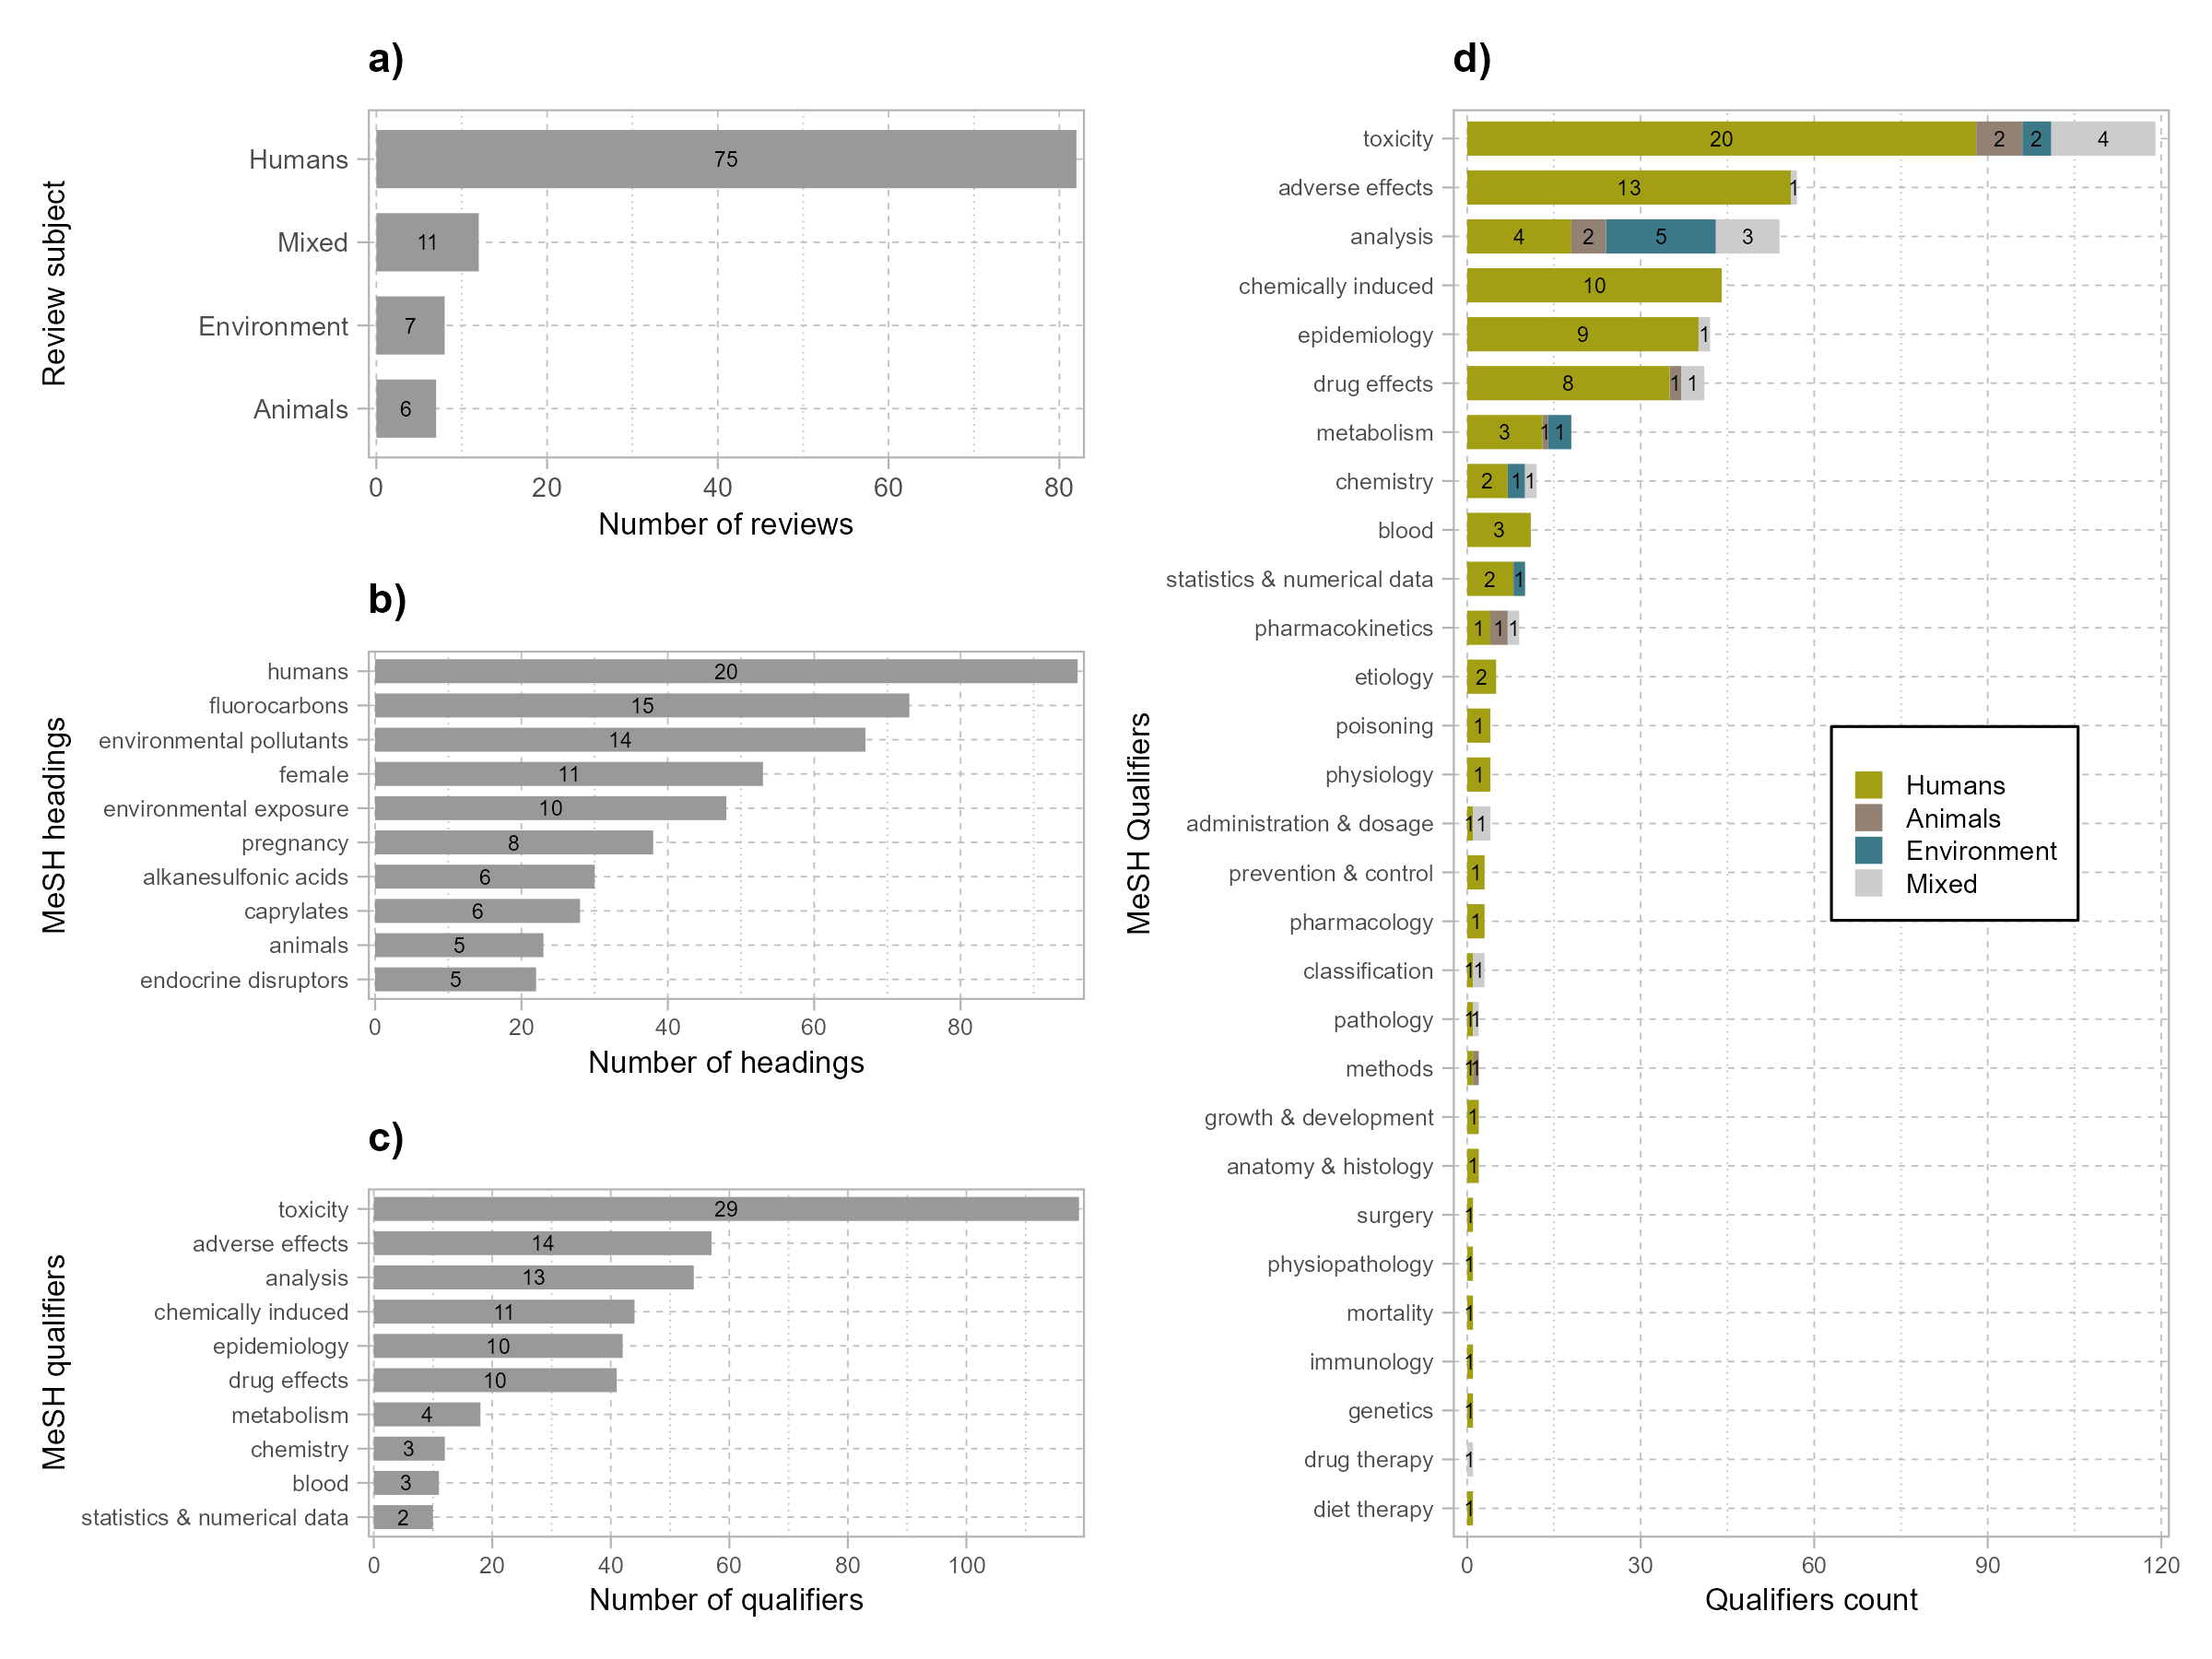 a)
Review subject
Humans 75
Mixed 11
Environment 7
Animals 6
0 20 40 60 80
Number of reviews
b)
MeSH headings
humans 20
fluorocarbons 15
environmental pollutants 14
female 11
environmental exposure 10
pregnancy 8
alkanesulfonic acids 6
caprylates 6
animals 5
endocrine disruptors 5
0 20 40 60 80
Number of headings
c)
MeSH qualifiers
toxicity 29
adverse effects 14
analysis 13
chemically induced 11
epidemiology 10
drug effects 10
metabolism 4
chemistry 3
blood 3
statistics & numerical data 2
0 20 40 60 80 100
Number of qualifiers
d)
MeSH Qualifiers
toxicity 20 2 2 4
adverse effects 13 1
analysis 4 2 5 3
chemically induced 10
epidemiology 9 1
drug effects 8 1 1
metabolism 3 1 1
chemistry 2 1 1
blood 3
statistics & numerical data 2 1
pharmacokinetics 1 1 1
etiology 2
poisoning 1
physiology 1
administration & dosage 1 1
prevention & control 1
pharmacology 1
classification 1 1
pathology 1 1
methods 1 1
growth & development 1
anatomy & histology 1
surgery 1
physiopathology 1
mortality 1
immunology 1
genetics 1
drug therapy 1
diet therapy 1
0 30 60 90 120
Qualifiers count
Humans
Animals
Environment
Mixed